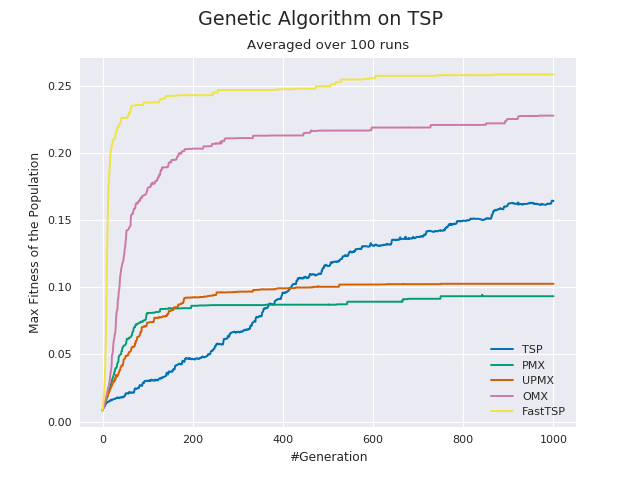 Genetic Algorithm on TSP
Averaged over 100 runs
Max Fitness of the Population
0.25
0.20
0.15
0.10
0.05
0.00
0 200 400 600 800 1000
#Generation
TSP
PMX
UPMX
OMX
FastTSP